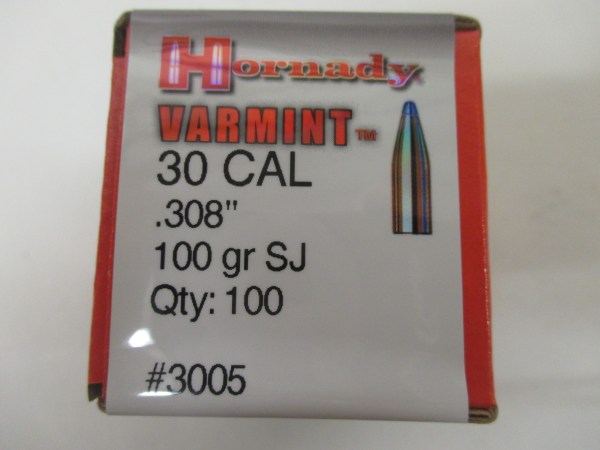 Hornady
VARMINT™
30 CAL
.308"
100 gr SJ
Qty: 100
#3005